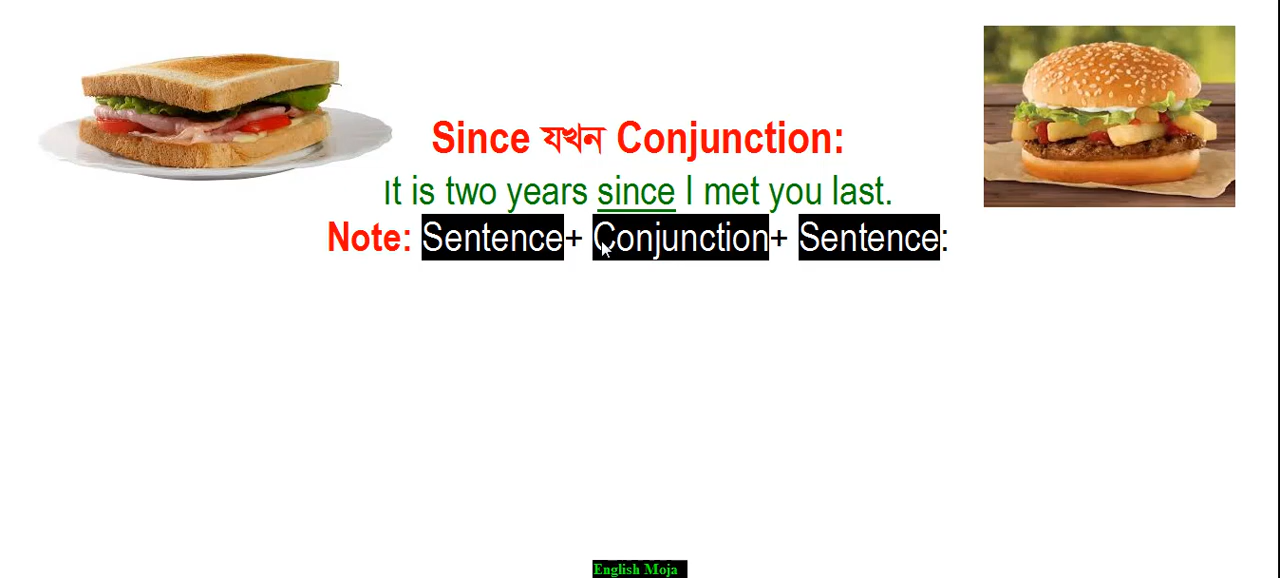 Since যখন Conjunction:
It is two years since I met you last.
Note: Sentence+ Conjunction+ Sentence:
English Moja